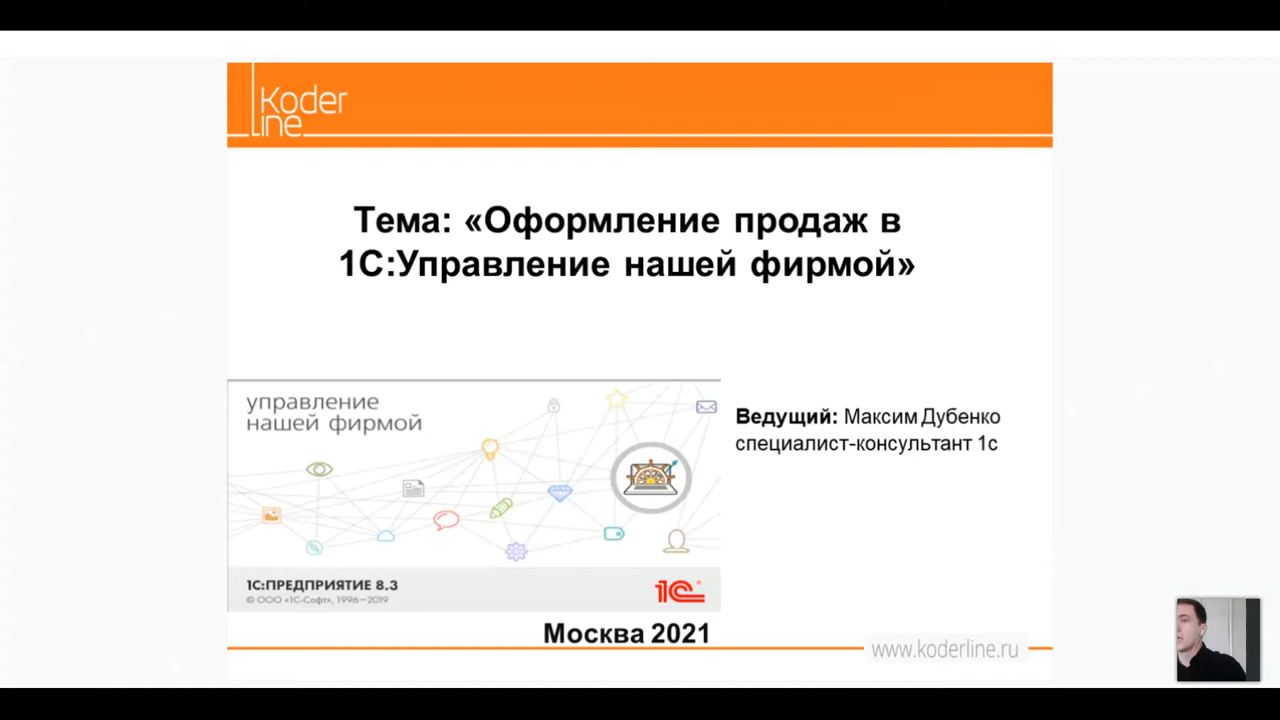 Koder
line
Тема: «Оформление продаж в
1С:Управление нашей фирмой»
управление
нашей фирмой
Ведущий: Максим Дубенко
специалист-консультант 1с
1С:ПРЕДПРИЯТИЕ 8.3
© ООО «1С-Софт», 1996–2019
1С®
Москва 2021
www.koderline.ru